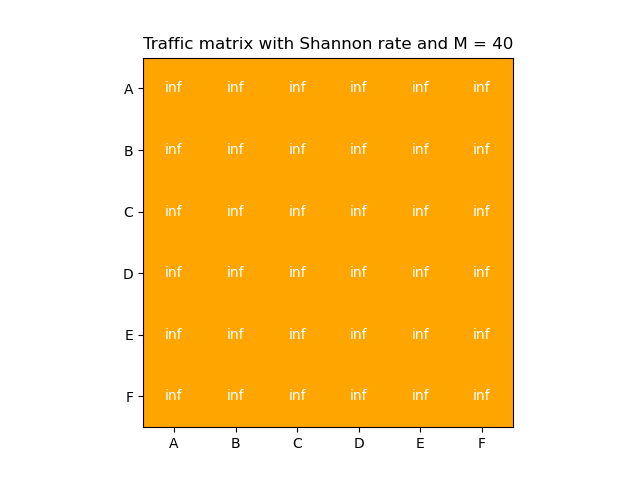 Traffic matrix with Shannon rate and M = 40
A inf inf inf inf inf inf
B inf inf inf inf inf inf
C inf inf inf inf inf inf
D inf inf inf inf inf inf
E inf inf inf inf inf inf
F inf inf inf inf inf inf
A B C D E F